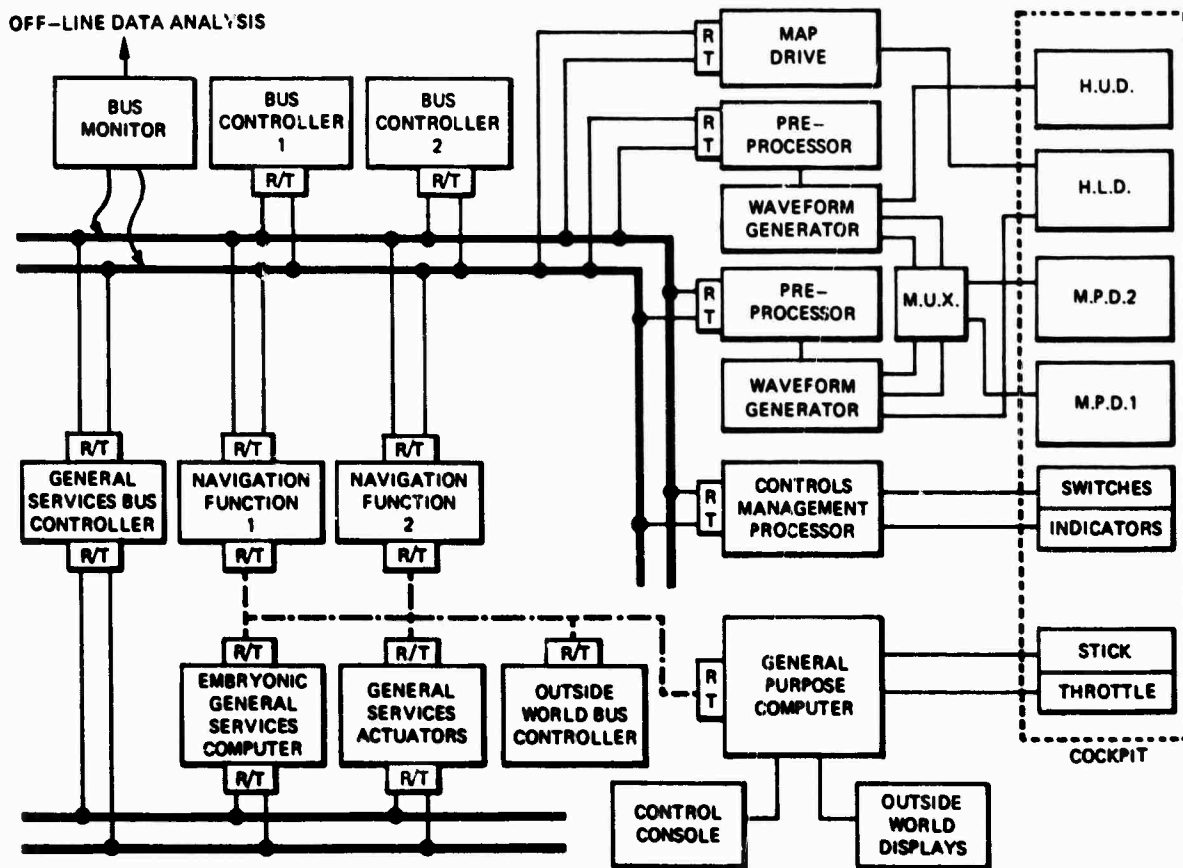 OFF-LINE DATA ANALYSIS
BUS
MONITOR
BUS
CONTROLLER
1
R/T
BUS
CONTROLLER
2
R/T
R
T
MAP
DRIVE
R
T
PRE-
PROCESSOR
WAVEFORM
GENERATOR
R
T
PRE-
PROCESSOR
WAVEFORM
GENERATOR
M.U.X.
H.U.D.
H.L.D.
M.P.D.2
M.P.D.1
R/T
GENERAL
SERVICES BUS
CONTROLLER
R/T
R/T
NAVIGATION
FUNCTION
1
R/T
R/T
NAVIGATION
FUNCTION
2
R/T
R
T
CONTROLS
MANAGEMENT
PROCESSOR
SWITCHES
INDICATORS
R/T
EMBRYONIC
GENERAL
SERVICES
COMPUTER
R/T
R/T
GENERAL
SERVICES
ACTUATORS
R/T
R/T
OUTSIDE
WORLD BUS
CONTROLLER
R
T
GENERAL
PURPOSE
COMPUTER
STICK
THROTTLE
COCKPIT
CONTROL
CONSOLE
OUTSIDE
WORLD
DISPLAYS